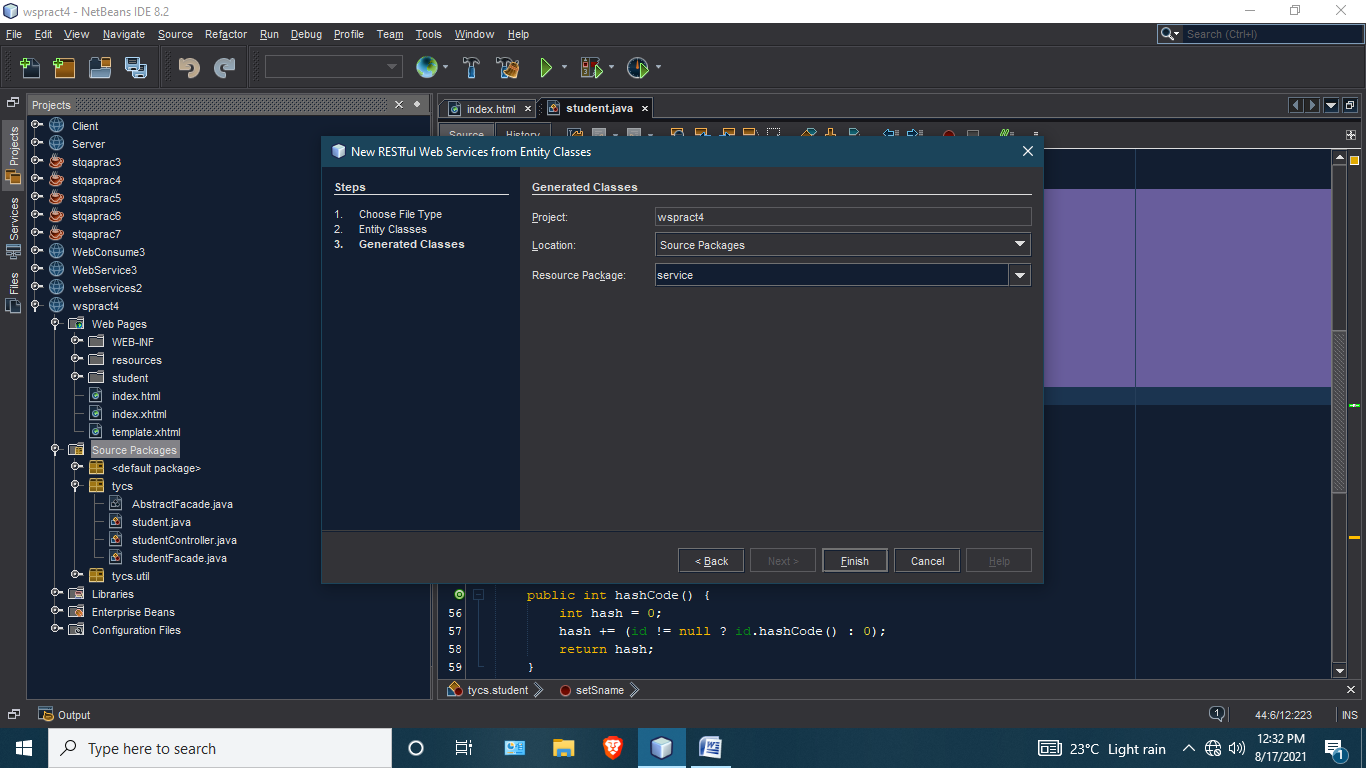 wspract4 - NetBeans IDE 8.2
File Edit View Navigate Source Refactor Run Debug Profile Team Tools Window Help
Search (Ctrl+I)
Projects
index.html
student.java
Source
History
Projects
Services
Files
Client
Server
stqaprac3
stqaprac4
stqaprac5
stqaprac6
stqaprac7
WebConsume3
WebService3
webservices2
wspract4
Web Pages
WEB-INF
resources
student
index.html
index.xhtml
template.xhtml
Source Packages
<default package>
tycs
AbstractFacade.java
student.java
studentController.java
studentFacade.java
tycs.util
Libraries
Enterprise Beans
Configuration Files
New RESTful Web Services from Entity Classes
Steps
1. Choose File Type
2. Entity Classes
3. Generated Classes
Generated Classes
Project: wspract4
Location: Source Packages
Resource Package: service
< Back Next > Finish Cancel Help
public int hashCode() {
56 int hash = 0;
57 hash += (id != null ? id.hashCode() : 0);
58 return hash;
59 }
tycs.student setSname
Output
1 44:6/12:223 INS
Type here to search
23°C Light rain
12:32 PM
8/17/2021
1